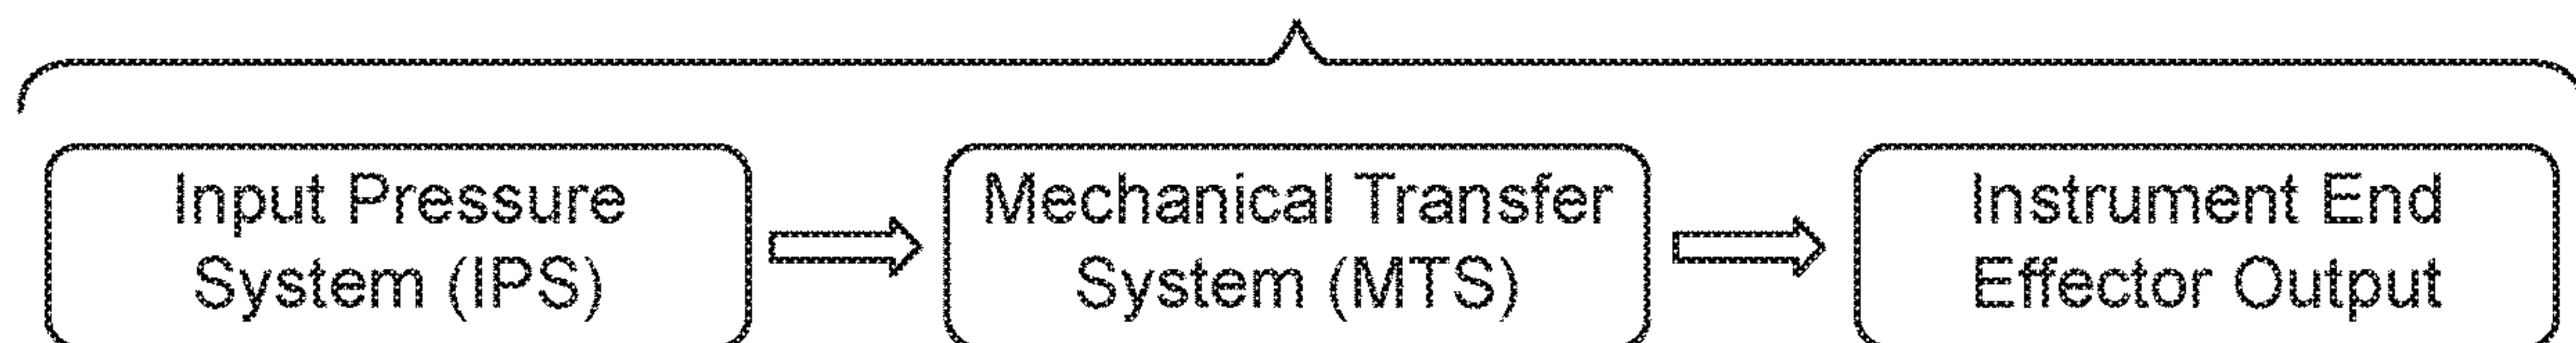 Input Pressure
System (IPS)
Mechanical Transfer
System (MTS)
Instrument End
Effector Output